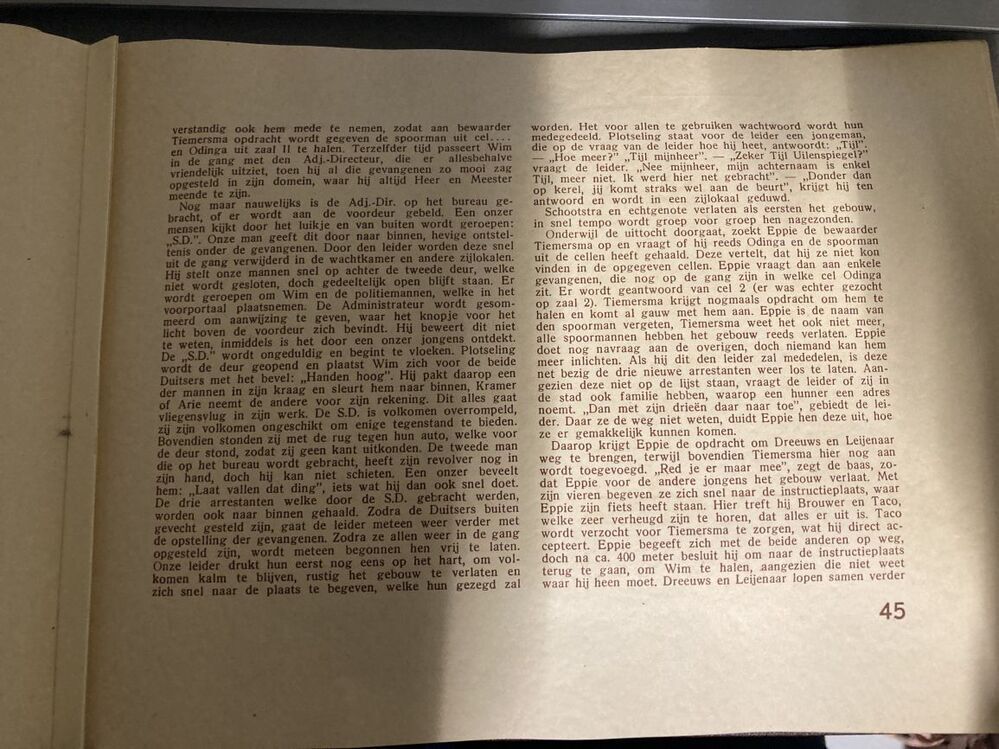 verstandig ook hem mede te nemen, zodat aan bewaarder
Tiemersma opdracht wordt gegeven de spoorman uit cel....
en Odinga uit zaal II te halen. Terzelfder tijd passeert Wim
in de gang met den Adj.-Directeur, die er allesbehalve
vriendelijk uitziet, toen hij al die gevangenen zo mooi zag
opgesteld in zijn domein, waar hij altijd Heer en Meester
meende te zijn.
Nog maar nauwelijks is de Adj.-Dir. op het bureau ge-
bracht, of er wordt aan de voordeur gebeld. Een onzer
mensen kijkt door het luikje en van buiten wordt geroepen:
„S.D.". Onze man geeft dit door naar binnen, hevige ontstel-
tenis onder de gevangenen. Door den leider worden deze snel
uit de gang verwijderd in de wachtkamer en andere zijlokalen.
Hij stelt onze mannen snel op achter de tweede deur, welke
niet wordt gesloten, doch gedeeltelijk open blijft staan. Er
wordt geroepen om Wim en de politiemannen, welke in het
voorportaal plaatsnemen. De Administrateur wordt gesom-
meerd om aanwijzing te geven, waar het knopje voor het
licht boven de voordeur zich bevindt. Hij beweert dit niet
te weten, inmiddels is het door een onzer jongens ontdekt.
De „S.D." wordt ongeduldig en begint te vloeken. Plotseling
wordt de deur geopend en plaatst Wim zich voor de beide
Duitsers met het bevel: „Handen hoog". Hij pakt daarop een
der mannen in zijn kraag en sleurt hem naar binnen, Kramer
of Arie neemt de andere voor zijn rekening. Dit alles gaat
vliegensvlug in zijn werk. De S.D. is volkomen overrompeld,
zij zijn volkomen ongeschikt om enige tegenstand te bieden.
Bovendien stonden zij met de rug tegen hun auto, welke voor
de deur stond, zodat zij geen kant uitkonden. De tweede man
die op het bureau wordt gebracht, heeft zijn revolver nog in
zijn hand, doch hij kan niet schieten. Een onzer beveelt
hem: „Laat vallen dat ding", iets wat hij dan ook snel doet.
De drie arrestanten welke door de S.D. gebracht werden,
worden ook naar binnen gehaald. Zodra de Duitsers buiten
gevecht gesteld zijn, gaat de leider meteen weer verder met
de opstelling der gevangenen. Zodra ze allen weer in de gang
opgesteld zijn, wordt meteen begonnen hen vrij te laten.
Onze leider drukt hun eerst nog eens op het hart, om vol-
komen kalm te blijven, rustig het gebouw te verlaten en
zich snel naar de plaats te begeven, welke hun gezegd zal
worden. Het voor allen te gebruiken wachtwoord wordt hun
medegedeeld. Plotseling staat voor de leider een jongeman,
die op de vraag van de leider hoe hij heet, antwoordt: „Tijl".
— „Hoe meer?" „Tijl mijnheer". — „Zeker Tijl Uilenspiegel?"
vraagt de leider. „Nee mijnheer, mijn achternaam is enkel
Tijl, meer niet. Ik werd hier net gebracht". — „Donder dan
op kerel, jij komt straks wel aan de beurt", krijgt hij ten
antwoord en wordt in een zijlokaal geduwd.
Schootstra en echtgenote verlaten als eersten het gebouw,
in snel tempo wordt groep voor groep hen nagezonden.
Onderwijl de uittocht doorgaat, zoekt Eppie de bewaarder
Tiemersma op en vraagt of hij reeds Odinga en de spoorman
uit de cellen heeft gehaald. Deze vertelt, dat hij ze niet kon
vinden in de opgegeven cellen. Eppie vraagt dan aan enkele
gevangenen, die nog op de gang zijn in welke cel Odinga
zit. Er wordt geantwoord van cel 2 (er was echter gezocht
op zaal 2). Tiemersma krijgt nogmaals opdracht om hem te
halen en komt al gauw met hem aan. Eppie is de naam van
den spoorman vergeten, Tiemersma weet het ook niet meer,
alle spoormannen hebben het gebouw reeds verlaten. Eppie
doet nog navraag aan de overigen, doch niemand kan hem
meer inlichten. Als hij dit den leider zal mededelen, is deze
net bezig de drie nieuwe arrestanten weer los te laten. Aan-
gezien deze niet op de lijst staan, vraagt de leider of zij in
de stad ook familie hebben, waarop een hunner een adres
noemt. „Dan met zijn drieën daar naar toe", gebiedt de lei-
der. Daar ze de weg niet weten, duidt Eppie hen deze uit, hoe
ze er gemakkelijk kunnen komen.
Daarop krijgt Eppie de opdracht om Dreeuws en Leijenaar
weg te brengen, terwijl bovendien Tiemersma hier nog aan
wordt toegevoegd. „Red je er maar mee", zegt de baas, zo-
dat Eppie voor de andere jongens het gebouw verlaat. Met
zijn vieren begeven ze zich snel naar de instructieplaats, waar
Eppie zijn fiets heeft staan. Hier treft hij Brouwer en Taco,
welke zeer verheugd zijn te horen, dat alles er uit is. Taco
wordt verzocht voor Tiemersma te zorgen, wat hij direct ac-
cepteert. Eppie begeeft zich met de beide anderen op weg,
doch na ca. 400 meter besluit hij om naar de instructieplaats
terug te gaan, om Wim te halen, aangezien die niet weet
waar hij heen moet. Dreeuws en Leijenaar lopen samen verder
45